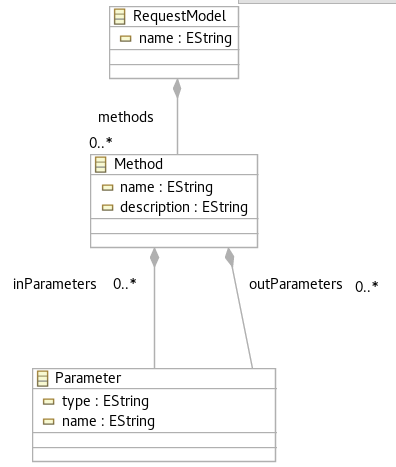 RequestModel
name : EString
methods
0..*
Method
name : EString
description : EString
inParameters 0..* outParameters 0..*
Parameter
type : EString
name : EString